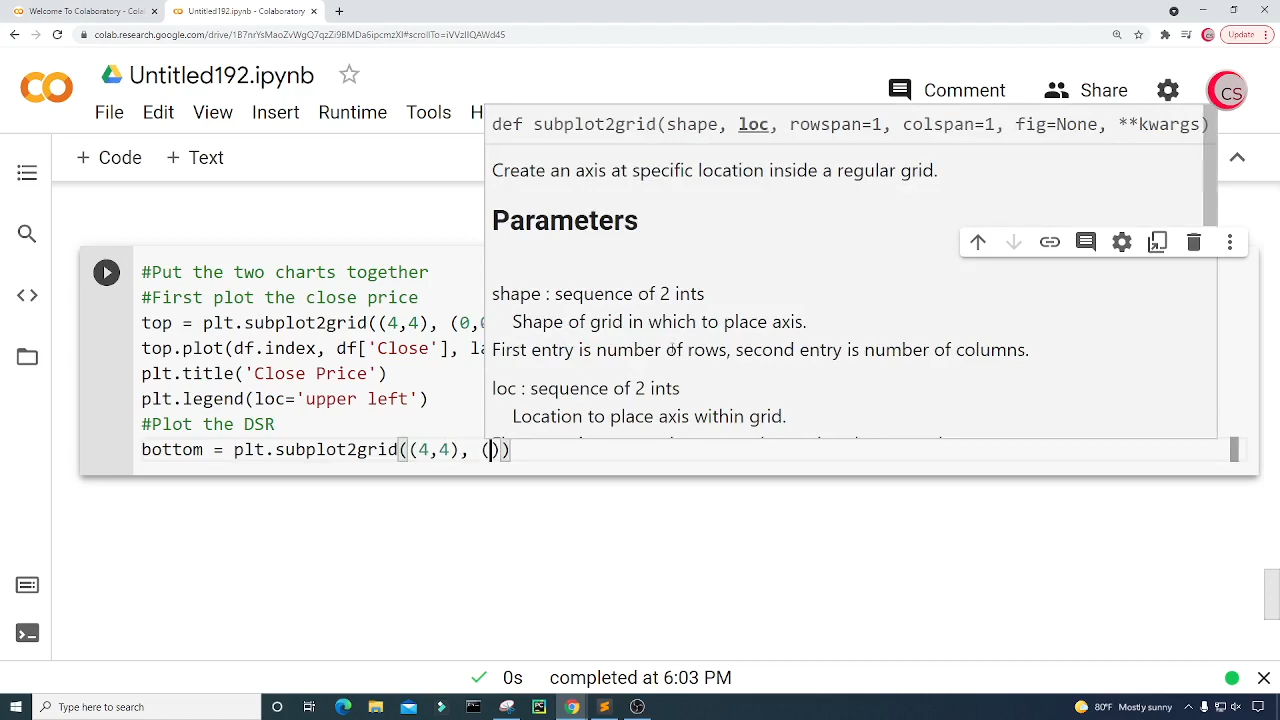 Welcome To Colaboratory - Colab
Untitled192.ipynb - Colaboratory
colab.research.google.com/drive/1B7nrYsMaoZvWgQ7qzZi9BMDa6ipcmzXI#scrollTo=iVVzIIQAWd45
Update
Untitled192.ipynb
Comment
Share
CS
File Edit View Insert Runtime Tools H
+ Code + Text
def subplot2grid(shape, loc, rowspan=1, colspan=1, fig=None, **kwargs)
Create an axis at specific location inside a regular grid.
Parameters
shape : sequence of 2 ints
Shape of grid in which to place axis.
First entry is number of rows, second entry is number of columns.
loc : sequence of 2 ints
Location to place axis within grid.
#Put the two charts together
#First plot the close price
top = plt.subplot2grid((4,4), (0,0
top.plot(df.index, df['Close'], la
plt.title('Close Price')
plt.legend(loc='upper left')
#Plot the DSR
bottom = plt.subplot2grid((4,4), ())
0s completed at 6:03 PM
Type here to search
80°F Mostly sunny